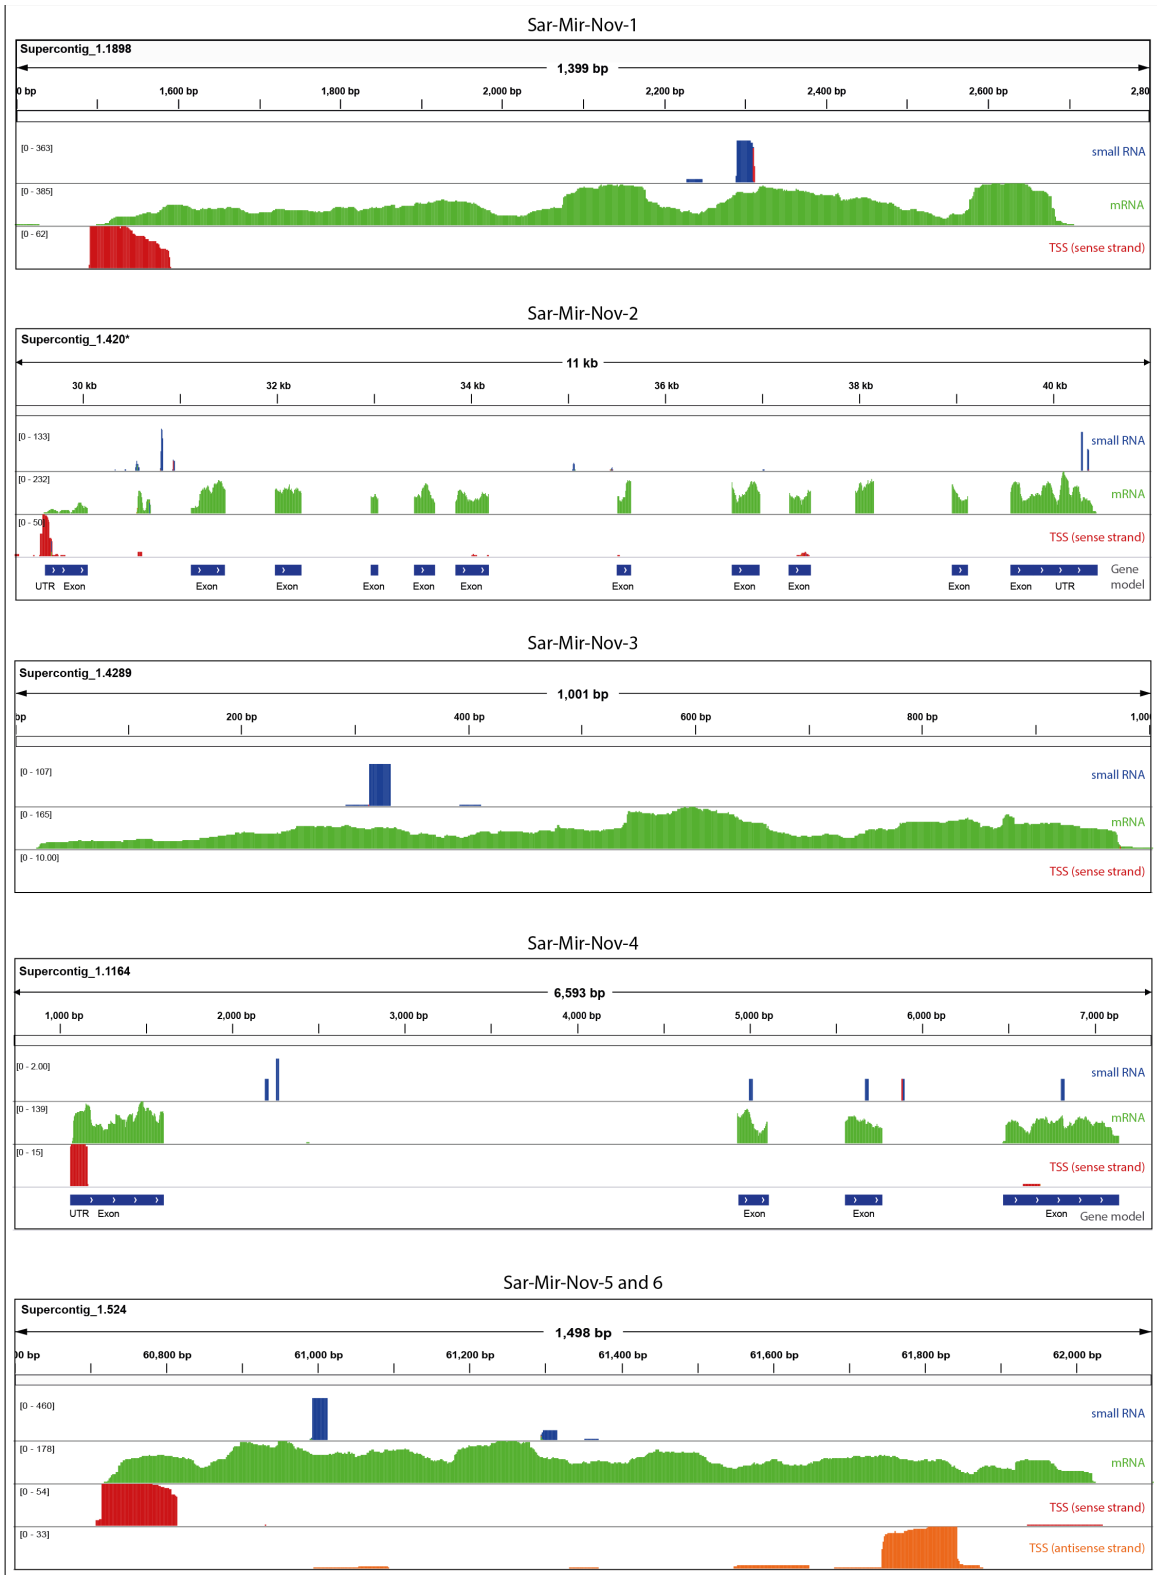 Sar-Mir-Nov-1
Supercontig_1.1898
1,399 bp
0 bp 1,600 bp 1,800 bp 2,000 bp 2,200 bp 2,400 bp 2,600 bp 2,80
[0 - 363] small RNA
[0 - 385] mRNA
[0 - 62] TSS (sense strand)
Sar-Mir-Nov-2
Supercontig_1.420*
11 kb
30 kb 32 kb 34 kb 36 kb 38 kb 40 kb
[0 - 133] small RNA
[0 - 232] mRNA
[0 - 50] TSS (sense strand)
Gene model
UTR Exon Exon Exon Exon Exon Exon Exon Exon Exon Exon Exon UTR
Sar-Mir-Nov-3
Supercontig_1.4289
1,001 bp
bp 200 bp 400 bp 600 bp 800 bp 1,00
[0 - 107] small RNA
[0 - 165] mRNA
[0 - 10.00] TSS (sense strand)
Sar-Mir-Nov-4
Supercontig_1.1164
6,593 bp
1,000 bp 2,000 bp 3,000 bp 4,000 bp 5,000 bp 6,000 bp 7,000 bp
[0 - 2.00] small RNA
[0 - 139] mRNA
[0 - 15] TSS (sense strand)
UTR Exon Exon Exon Exon Gene model
Sar-Mir-Nov-5 and 6
Supercontig_1.524
1,498 bp
00 bp 60,800 bp 61,000 bp 61,200 bp 61,400 bp 61,600 bp 61,800 bp 62,000 bp
[0 - 460] small RNA
[0 - 178] mRNA
[0 - 54] TSS (sense strand)
[0 - 33] TSS (antisense strand)